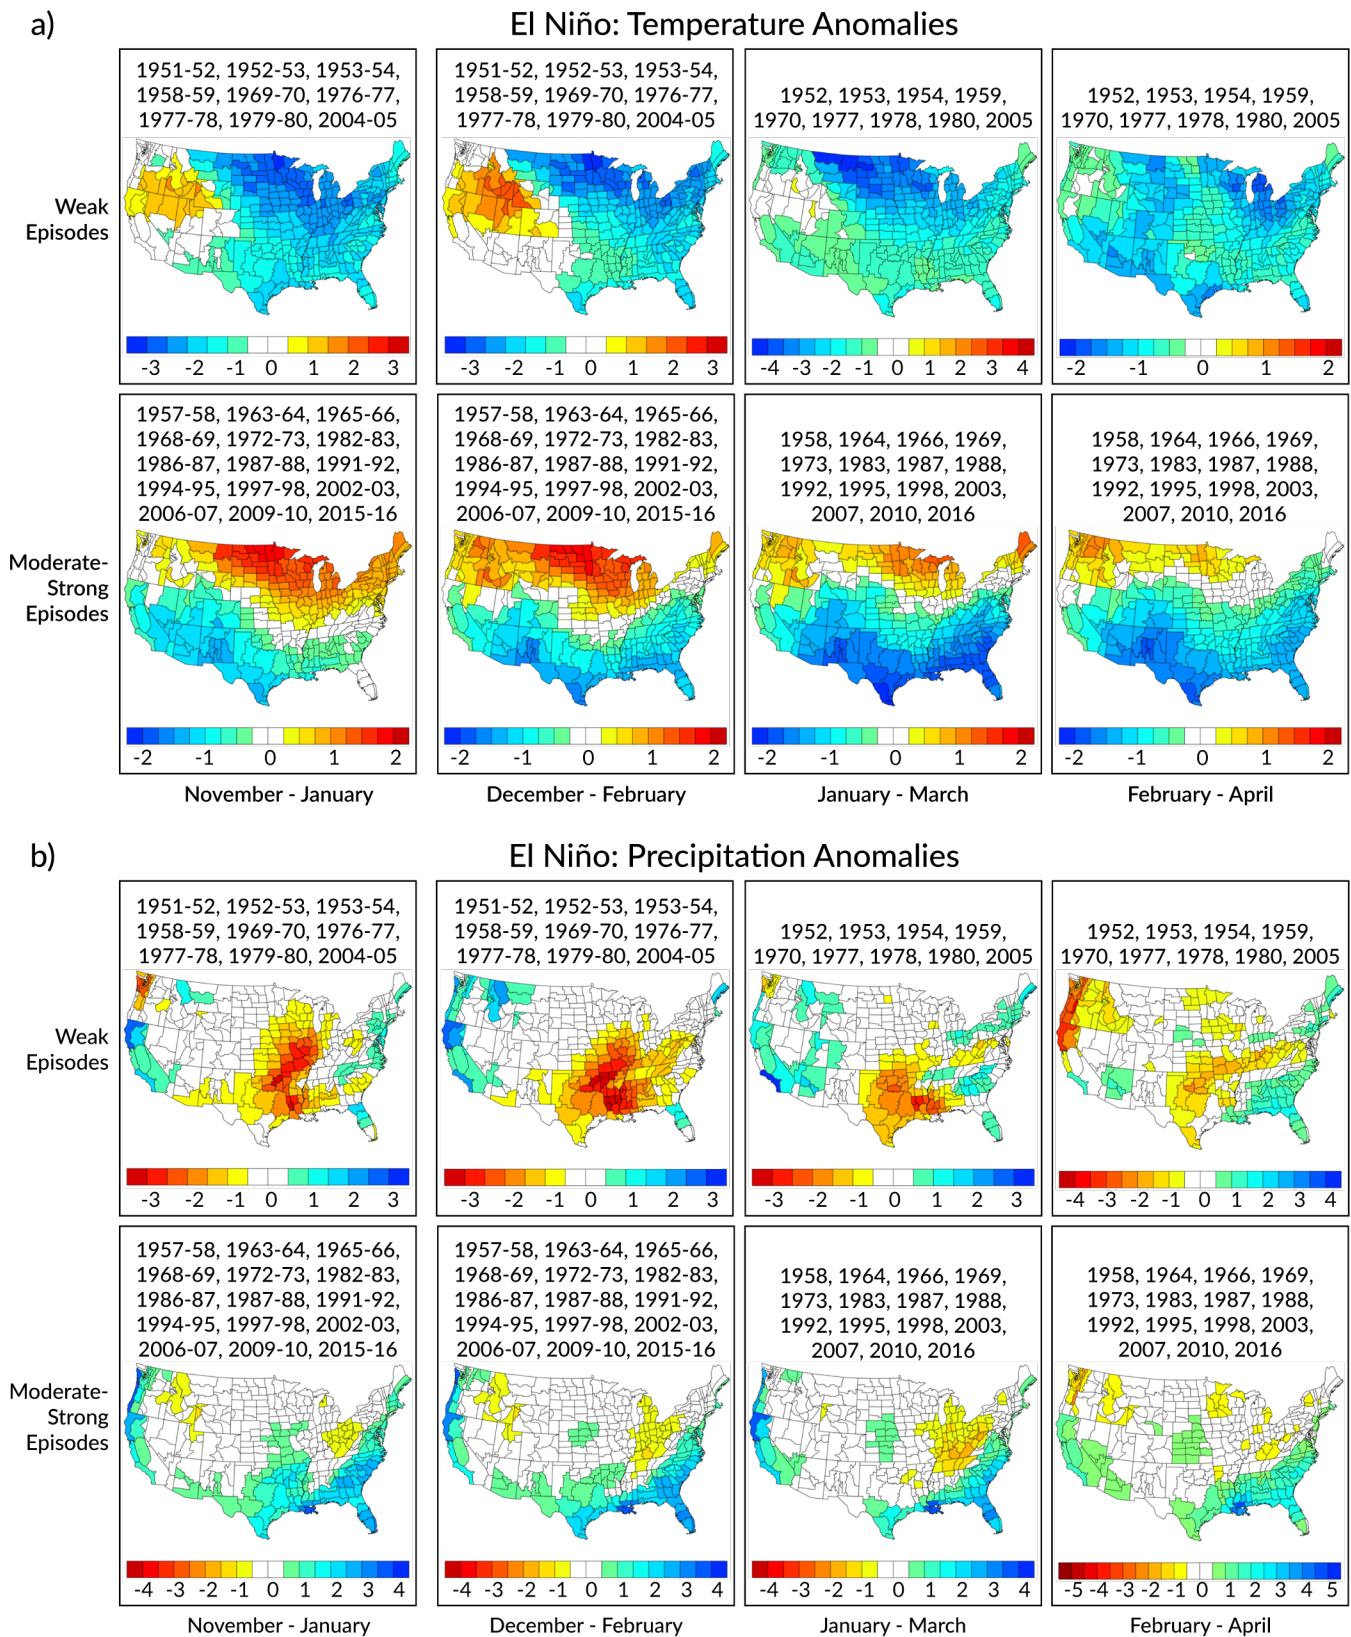 a)
El Niño: Temperature Anomalies
1951-52, 1952-53, 1953-54,
1958-59, 1969-70, 1976-77,
1977-78, 1979-80, 2004-05
1951-52, 1952-53, 1953-54,
1958-59, 1969-70, 1976-77,
1977-78, 1979-80, 2004-05
1952, 1953, 1954, 1959,
1970, 1977, 1978, 1980, 2005
1952, 1953, 1954, 1959,
1970, 1977, 1978, 1980, 2005
Weak
Episodes
-3 -2 -1 0 1 2 3
-3 -2 -1 0 1 2 3
-4 -3 -2 -1 0 1 2 3 4
-2 -1 0 1 2
1957-58, 1963-64, 1965-66,
1968-69, 1972-73, 1982-83,
1986-87, 1987-88, 1991-92,
1994-95, 1997-98, 2002-03,
2006-07, 2009-10, 2015-16
1957-58, 1963-64, 1965-66,
1968-69, 1972-73, 1982-83,
1986-87, 1987-88, 1991-92,
1994-95, 1997-98, 2002-03,
2006-07, 2009-10, 2015-16
1958, 1964, 1966, 1969,
1973, 1983, 1987, 1988,
1992, 1995, 1998, 2003,
2007, 2010, 2016
1958, 1964, 1966, 1969,
1973, 1983, 1987, 1988,
1992, 1995, 1998, 2003,
2007, 2010, 2016
Moderate-
Strong
Episodes
-2 -1 0 1 2
-2 -1 0 1 2
-2 -1 0 1 2
-2 -1 0 1 2
November - January
December - February
January - March
February - April
b)
El Niño: Precipitation Anomalies
1951-52, 1952-53, 1953-54,
1958-59, 1969-70, 1976-77,
1977-78, 1979-80, 2004-05
1951-52, 1952-53, 1953-54,
1958-59, 1969-70, 1976-77,
1977-78, 1979-80, 2004-05
1952, 1953, 1954, 1959,
1970, 1977, 1978, 1980, 2005
1952, 1953, 1954, 1959,
1970, 1977, 1978, 1980, 2005
Weak
Episodes
-3 -2 -1 0 1 2 3
-3 -2 -1 0 1 2 3
-3 -2 -1 0 1 2 3
-4 -3 -2 -1 0 1 2 3 4
1957-58, 1963-64, 1965-66,
1968-69, 1972-73, 1982-83,
1986-87, 1987-88, 1991-92,
1994-95, 1997-98, 2002-03,
2006-07, 2009-10, 2015-16
1957-58, 1963-64, 1965-66,
1968-69, 1972-73, 1982-83,
1986-87, 1987-88, 1991-92,
1994-95, 1997-98, 2002-03,
2006-07, 2009-10, 2015-16
1958, 1964, 1966, 1969,
1973, 1983, 1987, 1988,
1992, 1995, 1998, 2003,
2007, 2010, 2016
1958, 1964, 1966, 1969,
1973, 1983, 1987, 1988,
1992, 1995, 1998, 2003,
2007, 2010, 2016
Moderate-
Strong
Episodes
-4 -3 -2 -1 0 1 2 3 4
-4 -3 -2 -1 0 1 2 3 4
-4 -3 -2 -1 0 1 2 3 4
-5 -4 -3 -2 -1 0 1 2 3 4 5
November - January
December - February
January - March
February - April